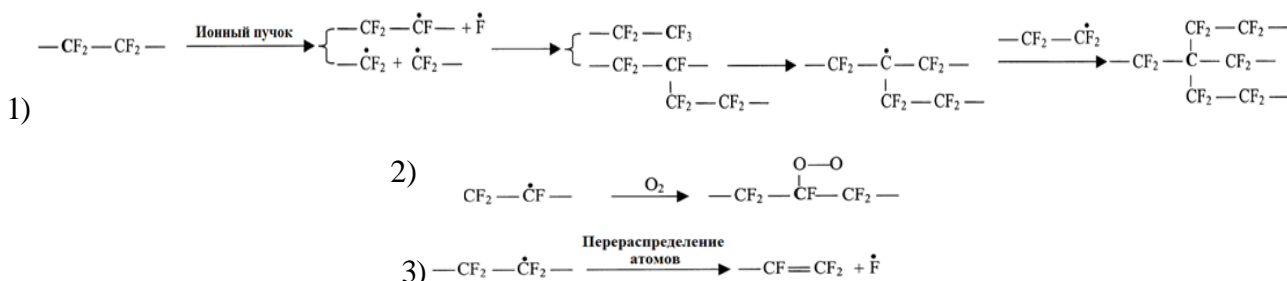 Ионный пучок
—CF₂—CF₂— → —CF₂—ĊF— + Ḟ
—ĊF₂ + ĊF₂—
→ —CF₂—CF₃
—CF₂—CF—
CF₂—CF₂—
→ —CF₂—Ċ—CF₂—
CF₂—CF₂—
—CF₂—ĊF₂
→ CF₂—CF₂—
—CF₂—C—CF₂—
CF₂—CF₂—
1)
2)
O—O
CF₂—ĊF— O₂ → —CF₂—CF—CF₂—
Перераспределение
атомов
3) —CF₂—ĊF₂— → —CF=CF₂ + Ḟ